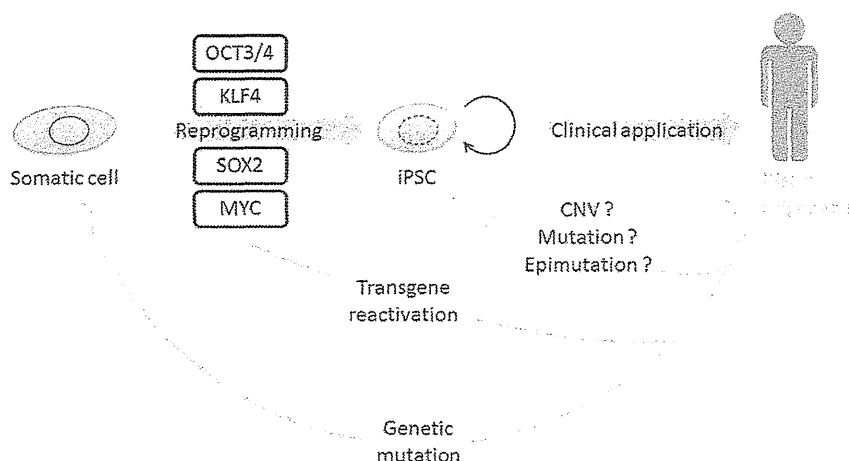 OCT3/4
KLF4
Reprogramming
SOX2
MYC
Somatic cell
iPSC
Clinical application
CNV ?
Mutation ?
Epimutation ?
Transgene
reactivation
Genetic
mutation